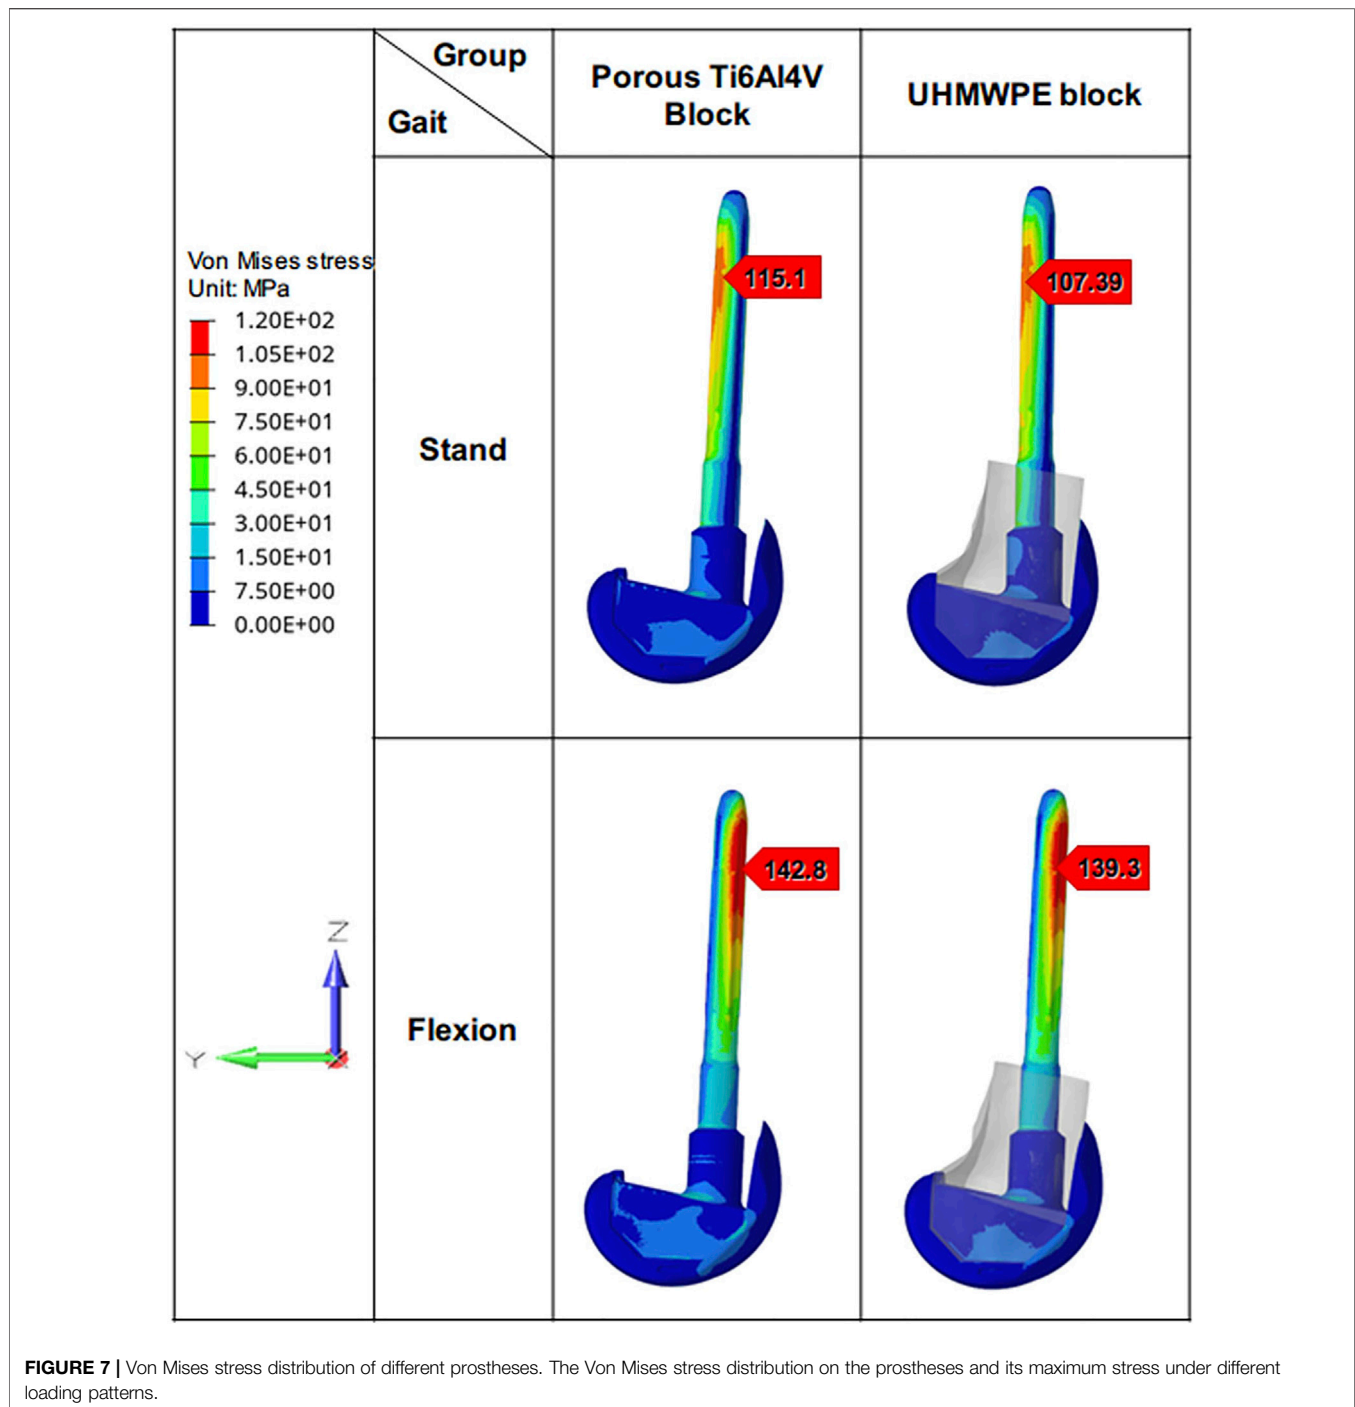 Group
Gait
Porous Ti6Al4V
Block
UHMWPE block
Von Mises stress
Unit: MPa
1.20E+02
1.05E+02
9.00E+01
7.50E+01
6.00E+01
4.50E+01
3.00E+01
1.50E+01
7.50E+00
0.00E+00
Stand
115.1
107.39
Flexion
142.8
139.3
Z
Y
X
FIGURE 7 | Von Mises stress distribution of different prostheses. The Von Mises stress distribution on the prostheses and its maximum stress under different
loading patterns.